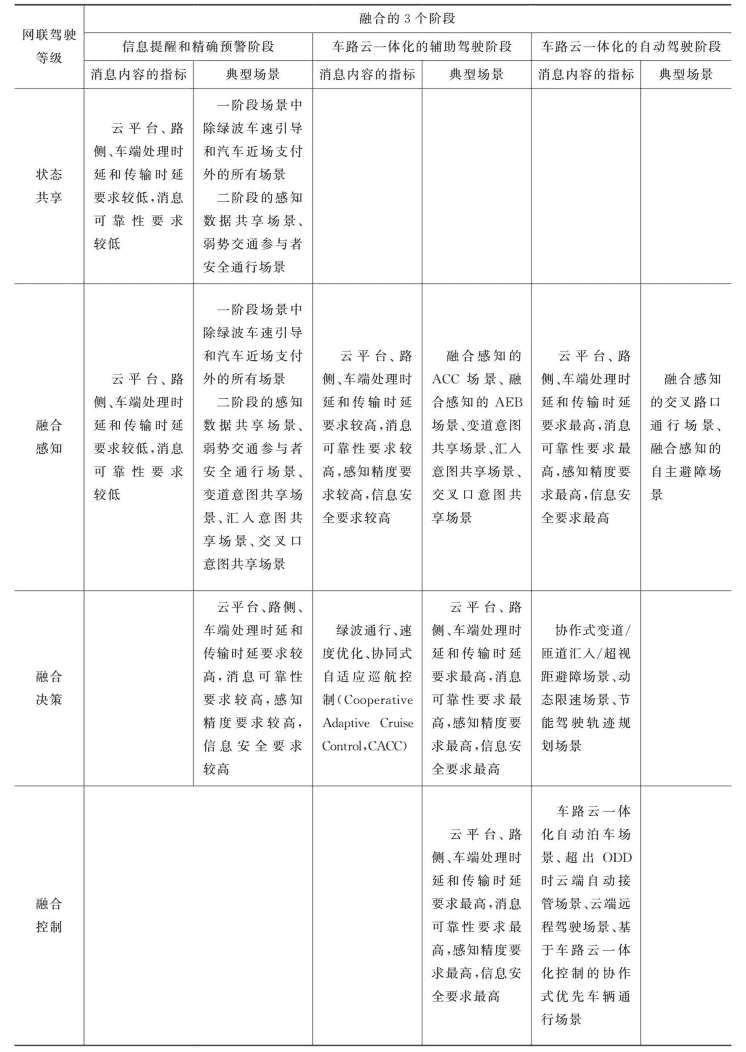 网联驾驶
等级
融合的3个阶段
信息提醒和精确预警阶段
车路云一体化的辅助驾驶阶段
车路云一体化的自动驾驶阶段
消息内容的指标
典型场景
消息内容的指标
典型场景
消息内容的指标
典型场景
状态
共享
云平台、路
侧、车端处理时
延和传输时延
要求较低,消息
可靠性要求
较低
一阶段场景中
除绿波车速引导
和汽车近场支付
外的所有场景
二阶段的感知
数据共享场景、
弱势交通参与者
安全通行场景
融合
感知
云平台、路
侧、车端处理时
延和传输时延
要求较低,消息
可靠性要求
较低
一阶段场景中
除绿波车速引导
和汽车近场支付
外的所有场景
二阶段的感知
数据共享场景、
弱势交通参与者
安全通行场景、
变道意图共享场
景、汇入意图共
享场景、交叉口
意图共享场景
云平台、路
侧、车端处理时
延和传输时延
要求较高,消息
可靠性要求较
高,感知精度要
求较高,信息安
全要求较高
融合感知的
ACC 场景、融
合感知的 AEB
场景、变道意图
共享场景、汇入
意图共享场景、
交叉口意图共
享场景
云平台、路
侧、车端处理时
延和传输时延
要求最高,消息
可靠性要求最
高,感知精度要
求最高,信息安
全要求最高
融合感知
的交叉路口
通行场景、
融合感知的
自主避障场
景
融合
决策
云平台、路侧、
车端处理时延和
传输时延要求较
高,消息可靠性
要求较高,感知
精度要求较高,
信息安全要求
较高
绿波通行、速
度优化、协同式
自适应巡航控
制(Cooperative
Adaptive Cruise
Control,CACC)
云平台、路
侧、车端处理时
延和传输时延
要求最高,消息
可靠性要求最
高,感知精度要
求最高,信息安
全要求最高
协作式变道/
匝道汇入/超视
距避障场景、动
态限速场景、节
能驾驶轨迹规
划场景
融合
控制
云平台、路
侧、车端处理时
延和传输时延
要求最高,消息
可靠性要求最
高,感知精度要
求最高,信息安
全要求最高
车路云一体
化自动泊车场
景、超出 ODD
时云端自动接
管场景、云端远
程驾驶场景、基
于车路云一体
化控制的协作
式优先车辆通
行场景